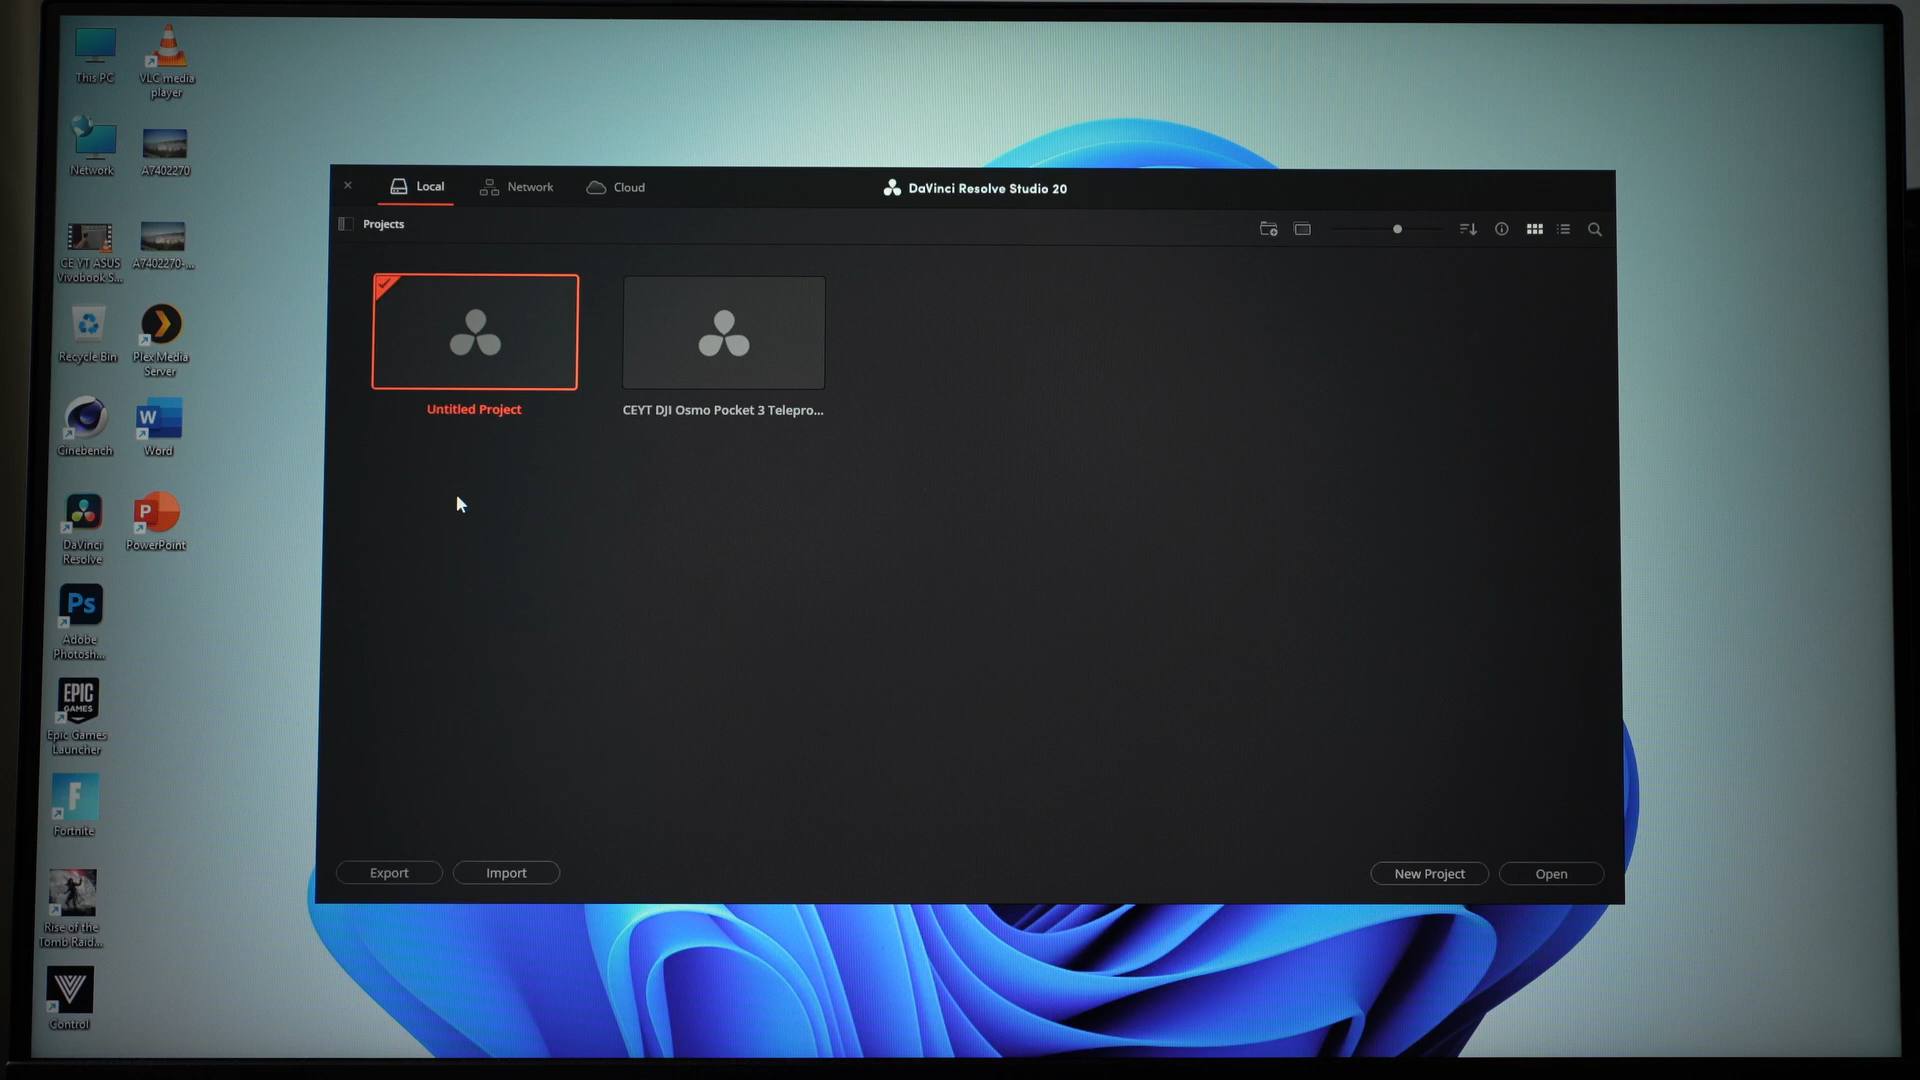 This PC
VLC media
player
Network
A7402270
CE YT ASUS
Vivobook S...
A7402270-...
Recycle Bin
Plex Media
Server
Cinebench
W
Word
DaVinci
Resolve
P
PowerPoint
Ps
Adobe
Photosh...
EPIC
GAMES
Epic Games
Launcher
F
Fortnite
Rise of the
Tomb Raid...
Control
Local
Network
Cloud
DaVinci Resolve Studio 20
Projects
Untitled Project
CEYT DJI Osmo Pocket 3 Telepro...
Export
Import
New Project
Open